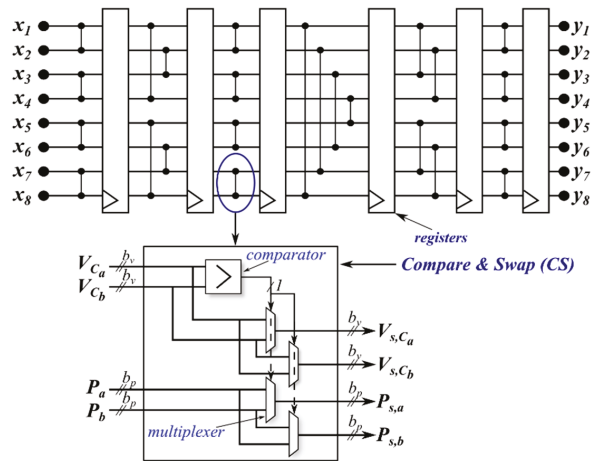 x1 y1
x2 y2
x3 y3
x4 y4
x5 y5
x6 y6
x7 y7
x8 y8
registers
comparator
Compare & Swap (CS)
VCa bv
VCb bv
>
1
bv Vs,Ca
bv Vs,Cb
Pa bp
Pb bp
bp Ps,a
bp Ps,b
multiplexer